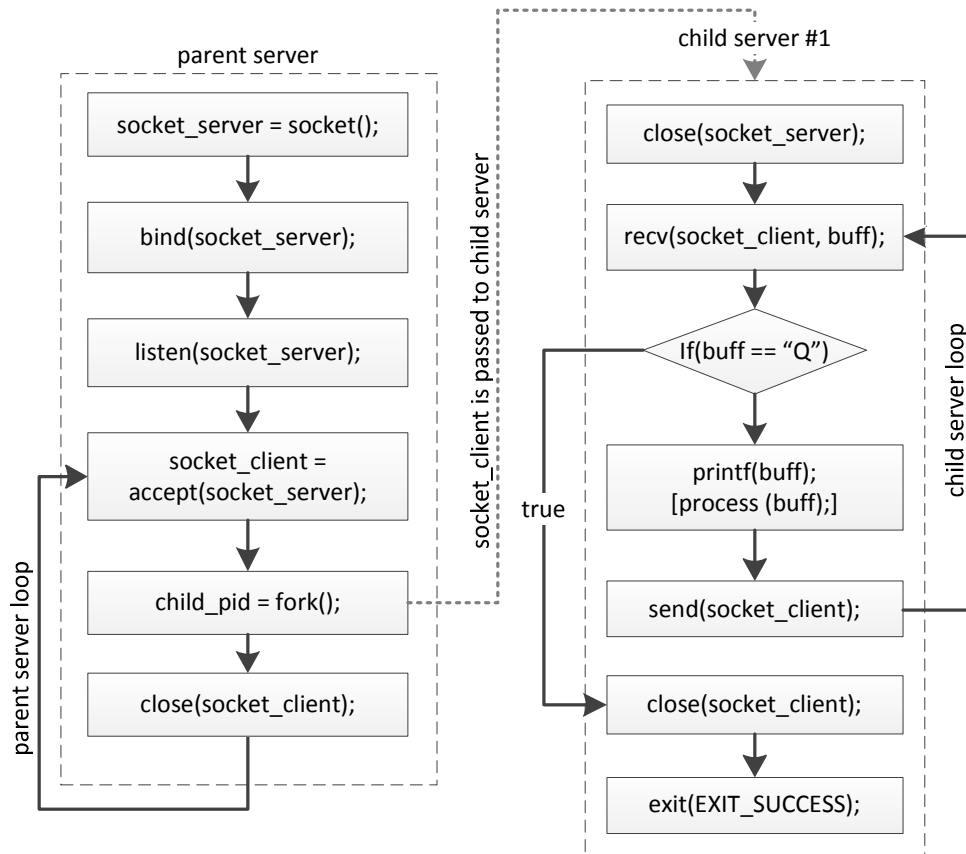 parent server
socket_server = socket();
bind(socket_server);
listen(socket_server);
socket_client =
accept(socket_server);
child_pid = fork();
close(socket_client);
parent server loop
socket_client is passed to child server
child server #1
close(socket_server);
recv(socket_client, buff);
If(buff == “Q”)
true
printf(buff);
[process (buff);]
send(socket_client);
close(socket_client);
exit(EXIT_SUCCESS);
child server loop